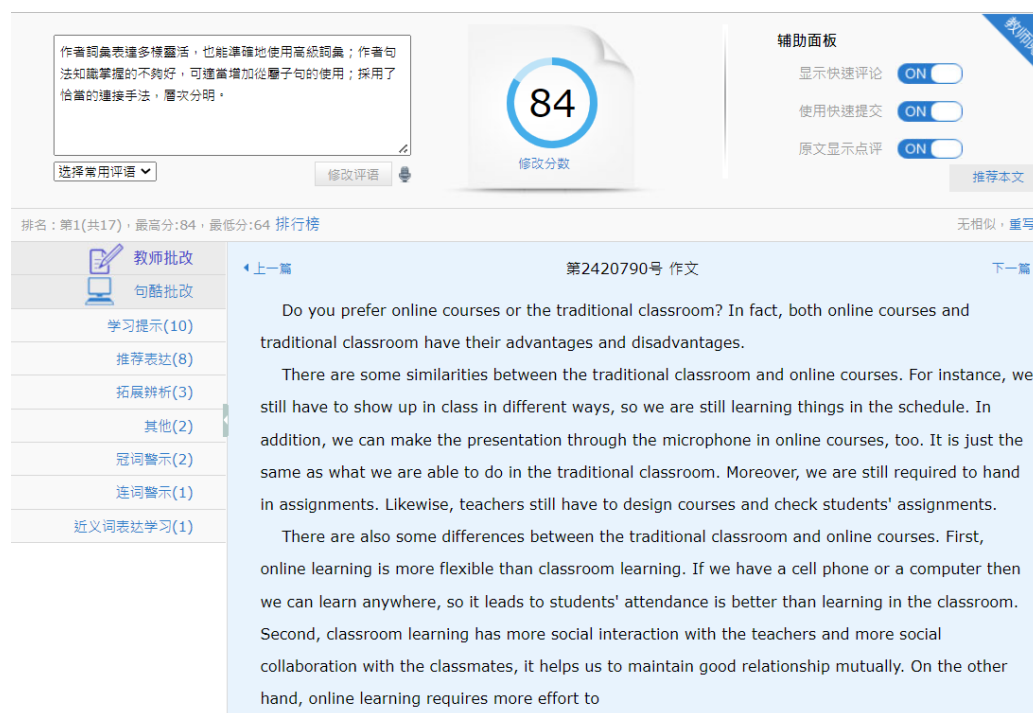 作者詞彙表達多樣靈活，也能準確地使用高級詞彙；作者句
法知識掌握的不夠好，可適當增加從屬子句的使用；採用了
恰當的連接手法，層次分明。
选择常用评语
修改评语
84
修改分数
辅助面板
显示快速评论 ON
使用快速提交 ON
原文显示点评 ON
推荐本文
排名：第1(共17)，最高分:84，最低分:64 排行榜
无相似，重写
教师批改
句酷批改
学习提示(10)
推荐表达(8)
拓展辨析(3)
其他(2)
冠词警示(2)
连词警示(1)
近义词表达学习(1)
上一篇
第2420790号 作文
下一篇
Do you prefer online courses or the traditional classroom? In fact, both online courses and
traditional classroom have their advantages and disadvantages.
There are some similarities between the traditional classroom and online courses. For instance, we
still have to show up in class in different ways, so we are still learning things in the schedule. In
addition, we can make the presentation through the microphone in online courses, too. It is just the
same as what we are able to do in the traditional classroom. Moreover, we are still required to hand
in assignments. Likewise, teachers still have to design courses and check students' assignments.
There are also some differences between the traditional classroom and online courses. First,
online learning is more flexible than classroom learning. If we have a cell phone or a computer then
we can learn anywhere, so it leads to students' attendance is better than learning in the classroom.
Second, classroom learning has more social interaction with the teachers and more social
collaboration with the classmates, it helps us to maintain good relationship mutually. On the other
hand, online learning requires more effort to